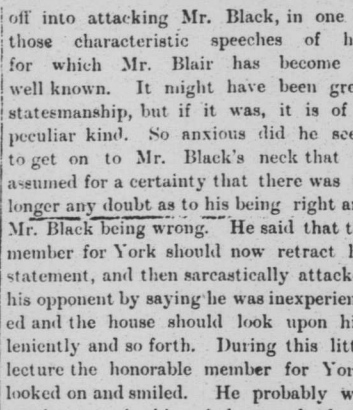 off into attacking Mr. Black, in one
those characteristic speeches of h
for which Mr. Blair has become
well known. It might have been gre
statesmanship, but if it was, it is of
peculiar kind. So anxious did he see
to get on to Mr. Black's neck that
assumed for a certainty that there was
longer any doubt as to his being right a
Mr. Black being wrong. He said that t
member for York should now retract h
statement, and then sarcastically attack
his opponent by saying he was inexperien
ed and the house should look upon hi
leniently and so forth. During this litt
lecture the honorable member for Yor
looked on and smiled. He probably w